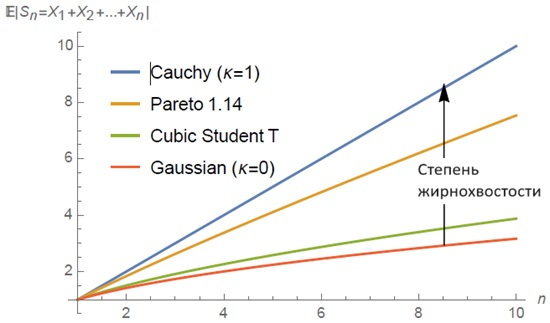 𝔼|Sₙ=X₁+X₂+...+Xₙ|
10
8
6
4
2
Cauchy (κ=1)
Pareto 1.14
Cubic Student T
Gaussian (κ=0)
Степень
жирнохвостости
2
4
6
8
10
n